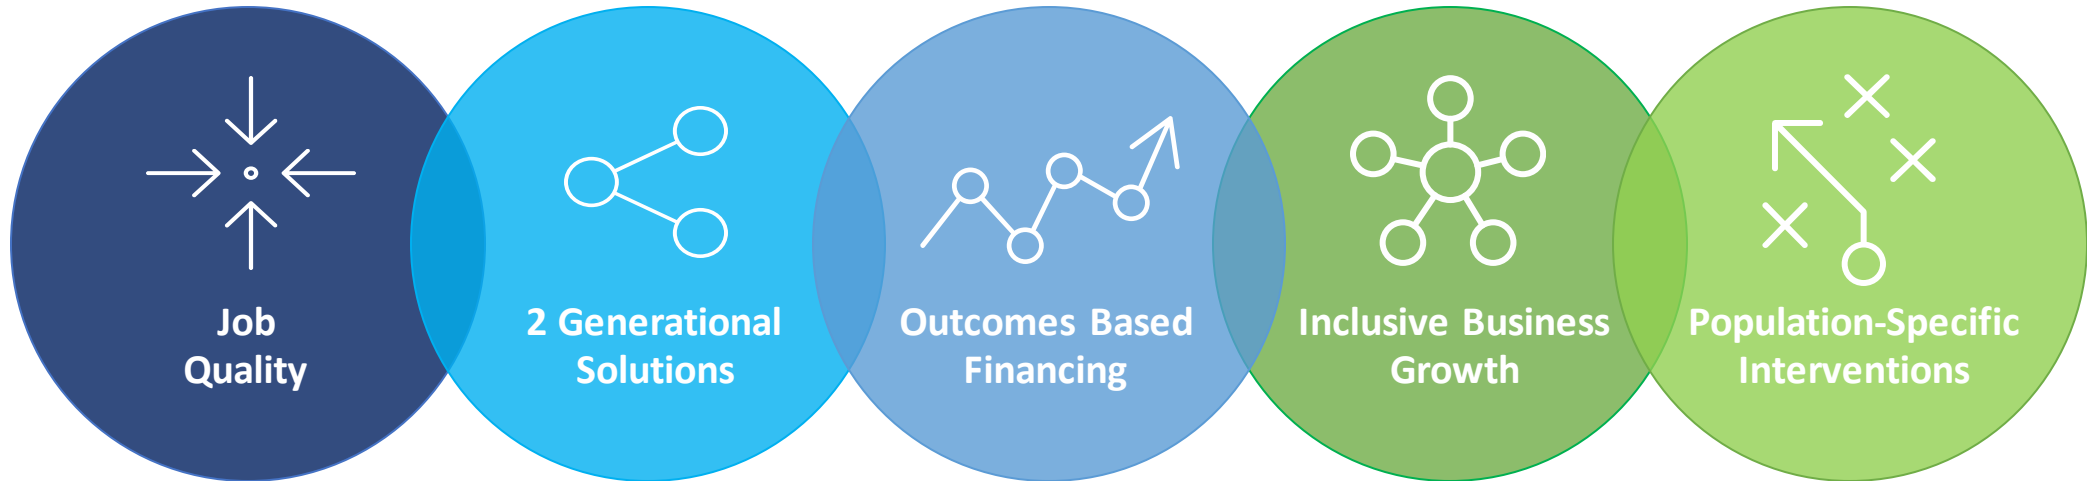 Job
Quality
2 Generational
Solutions
Outcomes Based
Financing
Inclusive Business
Growth
Population-Specific
Interventions